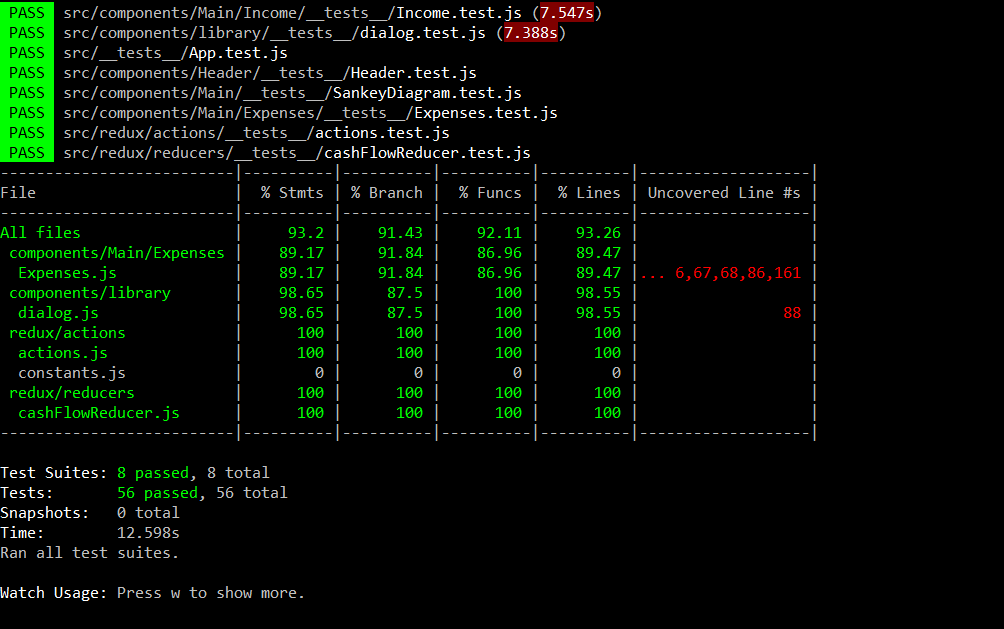 PASS src/components/Main/Income/__tests__/Income.test.js (7.547s)
PASS src/components/library/__tests__/dialog.test.js (7.388s)
PASS src/__tests__/App.test.js
PASS src/components/Header/__tests__/Header.test.js
PASS src/components/Main/__tests__/SankeyDiagram.test.js
PASS src/components/Main/Expenses/__tests__/Expenses.test.js
PASS src/redux/actions/__tests__/actions.test.js
PASS src/redux/reducers/__tests__/cashFlowReducer.test.js
--------------------------|----------|----------|----------|----------|-------------------|
File                      |  % Stmts | % Branch |  % Funcs |  % Lines | Uncovered Line #s |
--------------------------|----------|----------|----------|----------|-------------------|
All files                 |     93.2 |    91.43 |    92.11 |    93.26 |                   |
 components/Main/Expenses |    89.17 |    91.84 |    86.96 |    89.47 |                   |
  Expenses.js             |    89.17 |    91.84 |    86.96 |    89.47 |... 6,67,68,86,161 |
 components/library       |    98.65 |     87.5 |      100 |    98.55 |                   |
  dialog.js               |    98.65 |     87.5 |      100 |    98.55 |                88 |
 redux/actions            |      100 |      100 |      100 |      100 |                   |
  actions.js              |      100 |      100 |      100 |      100 |                   |
  constants.js            |        0 |        0 |        0 |        0 |                   |
 redux/reducers           |      100 |      100 |      100 |      100 |                   |
  cashFlowReducer.js      |      100 |      100 |      100 |      100 |                   |
--------------------------|----------|----------|----------|----------|-------------------|
Test Suites: 8 passed, 8 total
Tests:       56 passed, 56 total
Snapshots:   0 total
Time:        12.598s
Ran all test suites.
Watch Usage: Press w to show more.